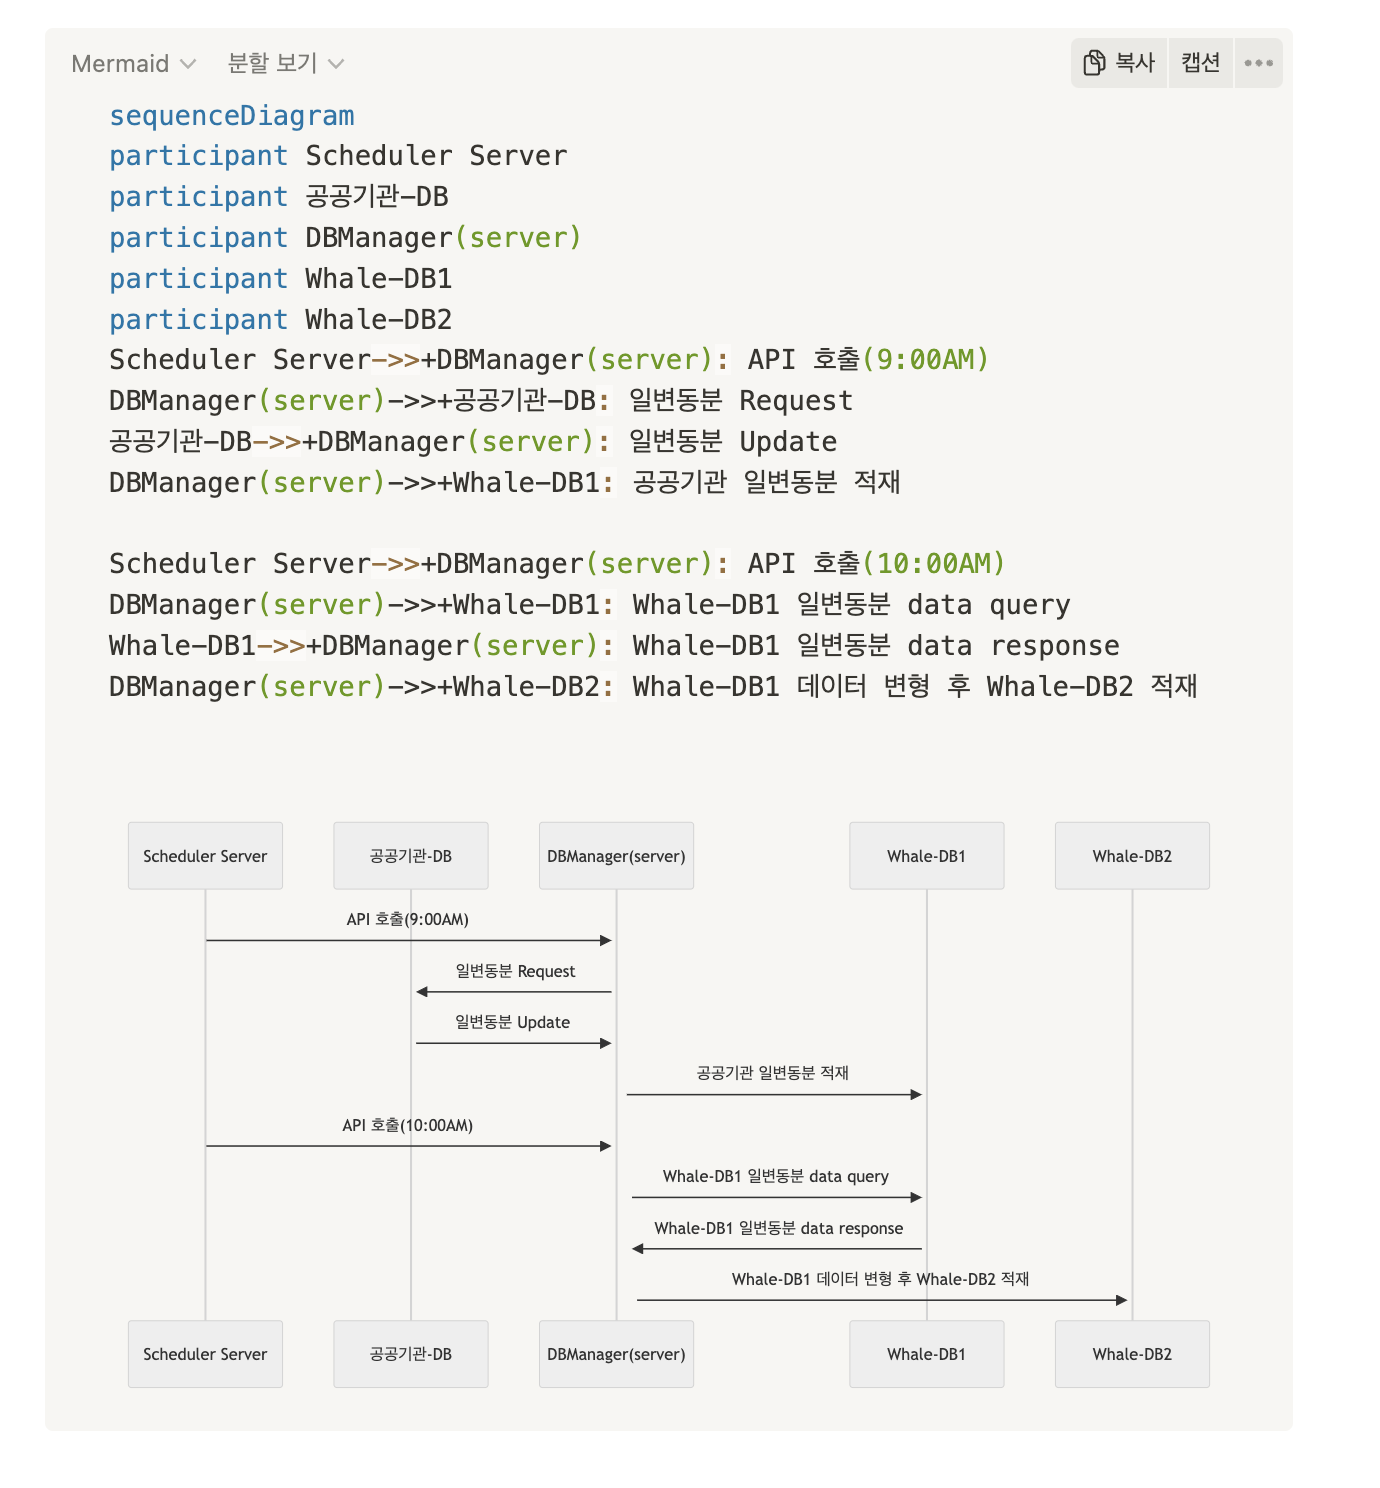 Mermaid 분할 보기 복사 캡션
sequenceDiagram
participant Scheduler Server
participant 공공기관-DB
participant DBManager(server)
participant Whale-DB1
participant Whale-DB2
Scheduler Server->>+DBManager(server): API 호출(9:00AM)
DBManager(server)->>+공공기관-DB: 일변동분 Request
공공기관-DB->>+DBManager(server): 일변동분 Update
DBManager(server)->>+Whale-DB1: 공공기관 일변동분 적재
Scheduler Server->>+DBManager(server): API 호출(10:00AM)
DBManager(server)->>+Whale-DB1: Whale-DB1 일변동분 data query
Whale-DB1->>+DBManager(server): Whale-DB1 일변동분 data response
DBManager(server)->>+Whale-DB2: Whale-DB1 데이터 변형 후 Whale-DB2 적재
Scheduler Server 공공기관-DB DBManager(server) Whale-DB1 Whale-DB2
API 호출(9:00AM)
일변동분 Request
일변동분 Update
공공기관 일변동분 적재
API 호출(10:00AM)
Whale-DB1 일변동분 data query
Whale-DB1 일변동분 data response
Whale-DB1 데이터 변형 후 Whale-DB2 적재
Scheduler Server 공공기관-DB DBManager(server) Whale-DB1 Whale-DB2